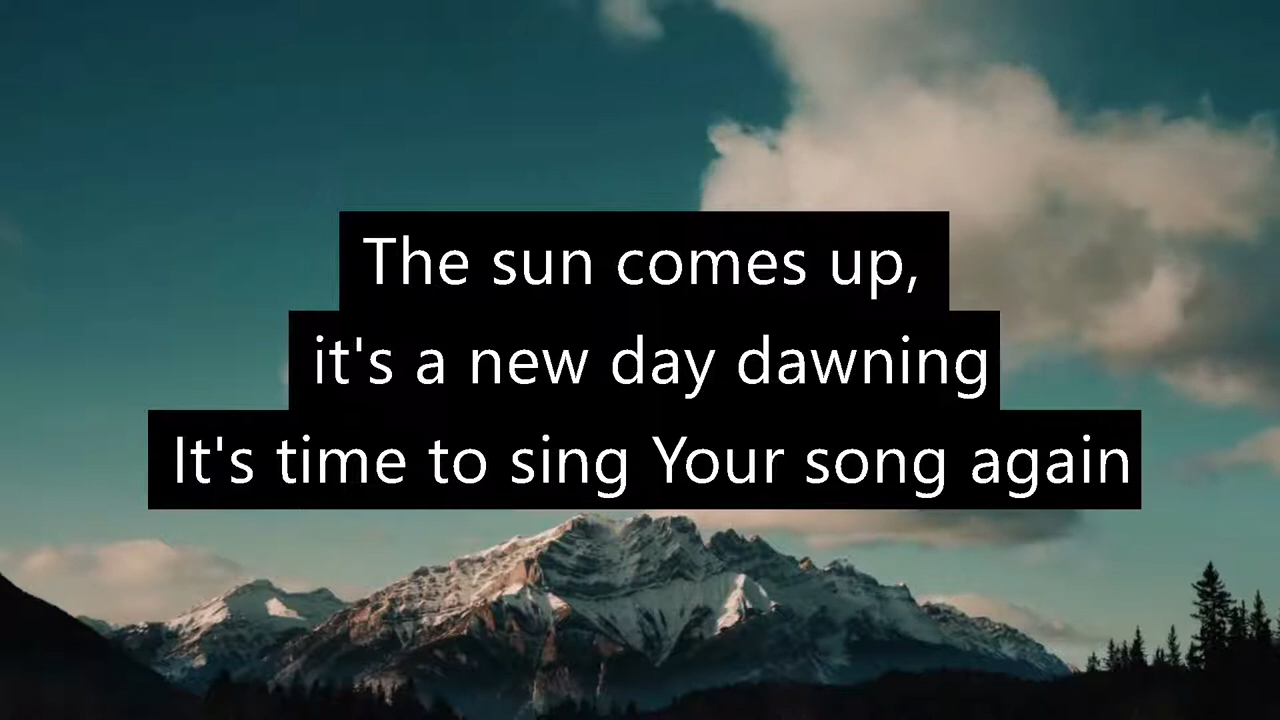 The sun comes up,
it's a new day dawning
It's time to sing Your song again